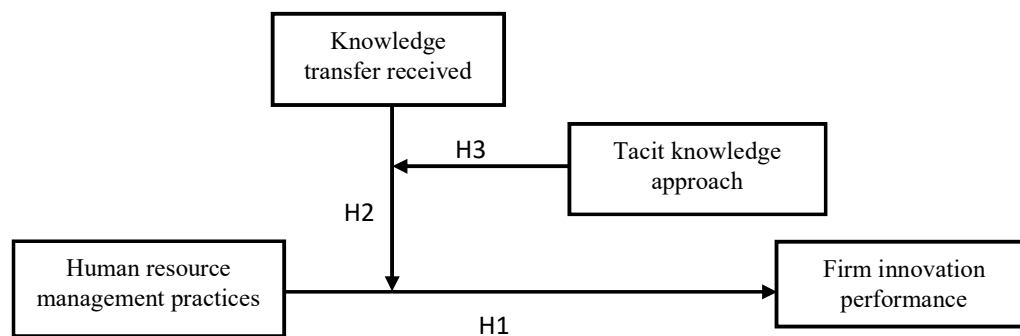 Knowledge
transfer received
H3
Tacit knowledge
approach
H2
Human resource
management practices
Firm innovation
performance
H1